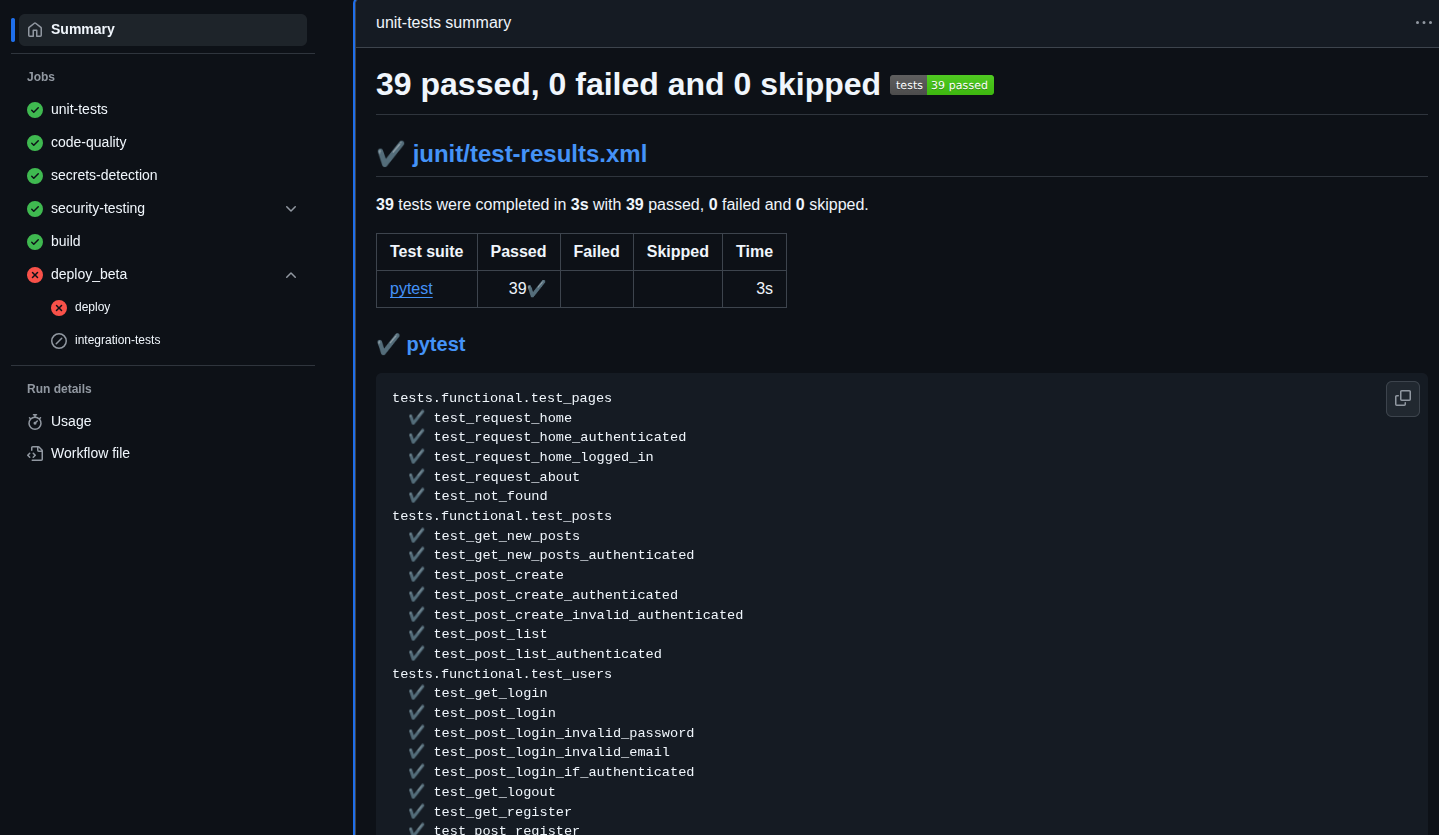 Summary
Jobs
unit-tests
code-quality
secrets-detection
security-testing
build
deploy_beta
deploy
integration-tests
Run details
Usage
Workflow file
unit-tests summary
39 passed, 0 failed and 0 skipped tests 39 passed
✔ junit/test-results.xml
39 tests were completed in 3s with 39 passed, 0 failed and 0 skipped.
Test suite Passed Failed Skipped Time
pytest 39✔ 3s
✔ pytest
tests.functional.test_pages
✔ test_request_home
✔ test_request_home_authenticated
✔ test_request_home_logged_in
✔ test_request_about
✔ test_not_found
tests.functional.test_posts
✔ test_get_new_posts
✔ test_get_new_posts_authenticated
✔ test_post_create
✔ test_post_create_authenticated
✔ test_post_create_invalid_authenticated
✔ test_post_list
✔ test_post_list_authenticated
tests.functional.test_users
✔ test_get_login
✔ test_post_login
✔ test_post_login_invalid_password
✔ test_post_login_invalid_email
✔ test_post_login_if_authenticated
✔ test_get_logout
✔ test_get_register
✔ test_post_register